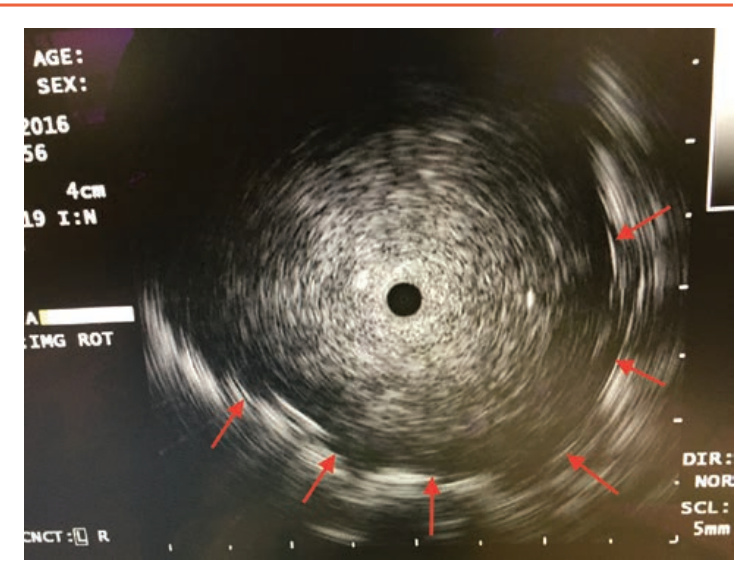 AGE:
SEX:
2016
56
4cm
19 I:N
A
:IMG ROT
DIR:
NOR
SCL:
5mm
CNCT:L R